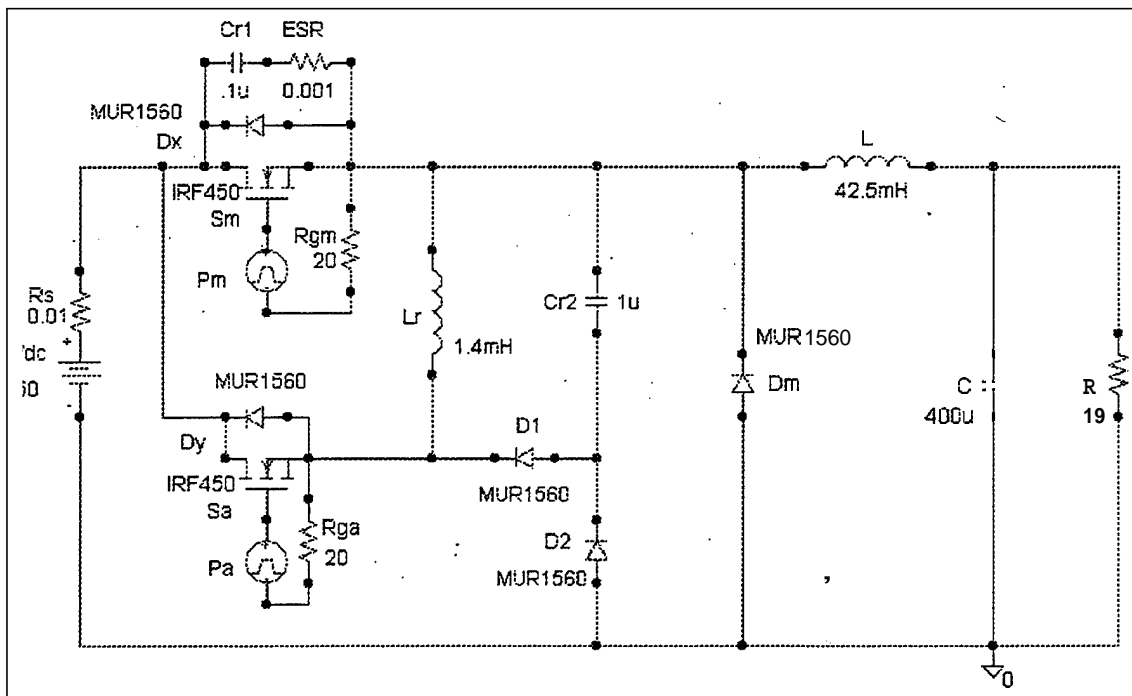 Cr1 ESR
.1u 0.001
MUR1560
Dx
L
42.5mH
IRF450
Sm
Rgm
20
Pm
Rs
0.01
Lr
1.4mH
Cr2 1u
MUR1560
Dm
C
400u
R
19
MUR1560
Dy
D1
IRF450
MUR1560
Sa
Rga
20
D2
Pa
MUR1560
0